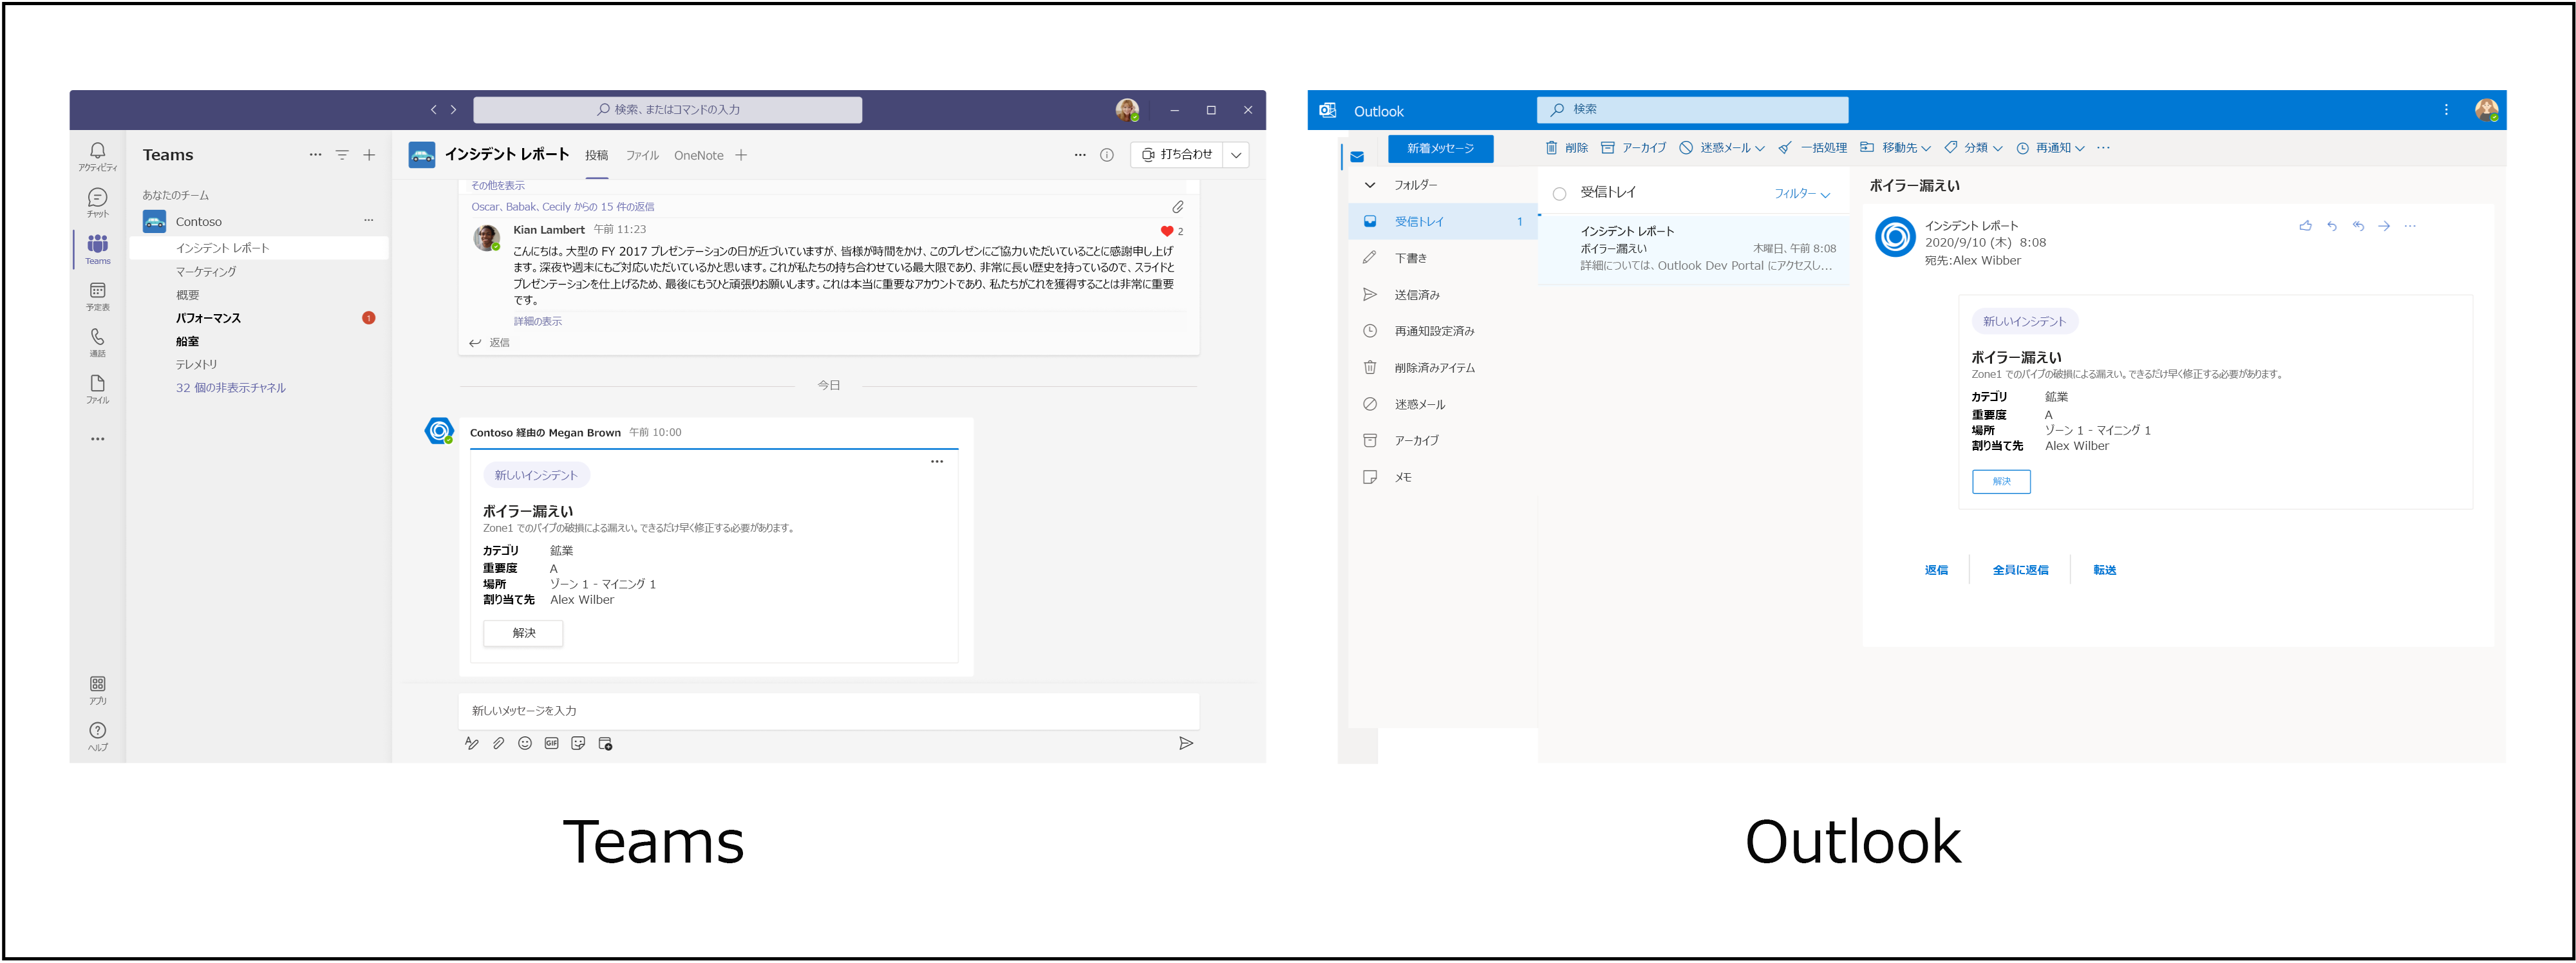 検索、またはコマンドの入力
アクティビティ
チャット
Teams
予定表
通話
ファイル
アプリ
ヘルプ
Teams
あなたのチーム
Contoso
インシデント レポート
マーケティング
概要
パフォーマンス
1
船室
テレメトリ
32 個の非表示チャネル
インシデント レポート 投稿 ファイル OneNote
打ち合わせ
その他を表示
Oscar、Babak、Cecily からの 15 件の返信
Kian Lambert 午前 11:23
2
こんにちは。大型の FY 2017 プレゼンテーションの日が近づいていますが、皆様が時間をかけ、このプレゼンにご協力いただいていることに感謝申し上げ
ます。深夜や週末にもご対応いただいているかと思います。これが私たちの持ち合わせている最大限であり、非常に長い歴史を持っているので、スライドと
プレゼンテーションを仕上げるため、最後にもうひと頑張りお願いします。これは本当に重要なアカウントであり、私たちがこれを獲得することは非常に重要
です。
詳細の表示
返信
今日
Contoso 経由の Megan Brown 午前 10:00
新しいインシデント
ボイラー漏えい
Zone1 でのパイプの破損による漏えい。できるだけ早く修正する必要があります。
カテゴリ 鉱業
重要度 A
場所 ゾーン 1 - マイニング 1
割り当て先 Alex Wilber
解決
新しいメッセージを入力
GIF
Teams
Outlook
検索
新着メッセージ
削除 アーカイブ 迷惑メール 一括処理 移動先 分類 再通知
フォルダー
受信トレイ 1
下書き
送信済み
再通知設定済み
削除済みアイテム
迷惑メール
アーカイブ
メモ
受信トレイ フィルター
インシデント レポート
ボイラー漏えい 木曜日、午前 8:08
詳細については、Outlook Dev Portal にアクセスし...
ボイラー漏えい
インシデント レポート
2020/9/10 (木) 8:08
宛先:Alex Wibber
新しいインシデント
ボイラー漏えい
Zone1 でのパイプの破損による漏えい。できるだけ早く修正する必要があります。
カテゴリ 鉱業
重要度 A
場所 ゾーン 1 - マイニング 1
割り当て先 Alex Wilber
解決
返信 全員に返信 転送
Outlook